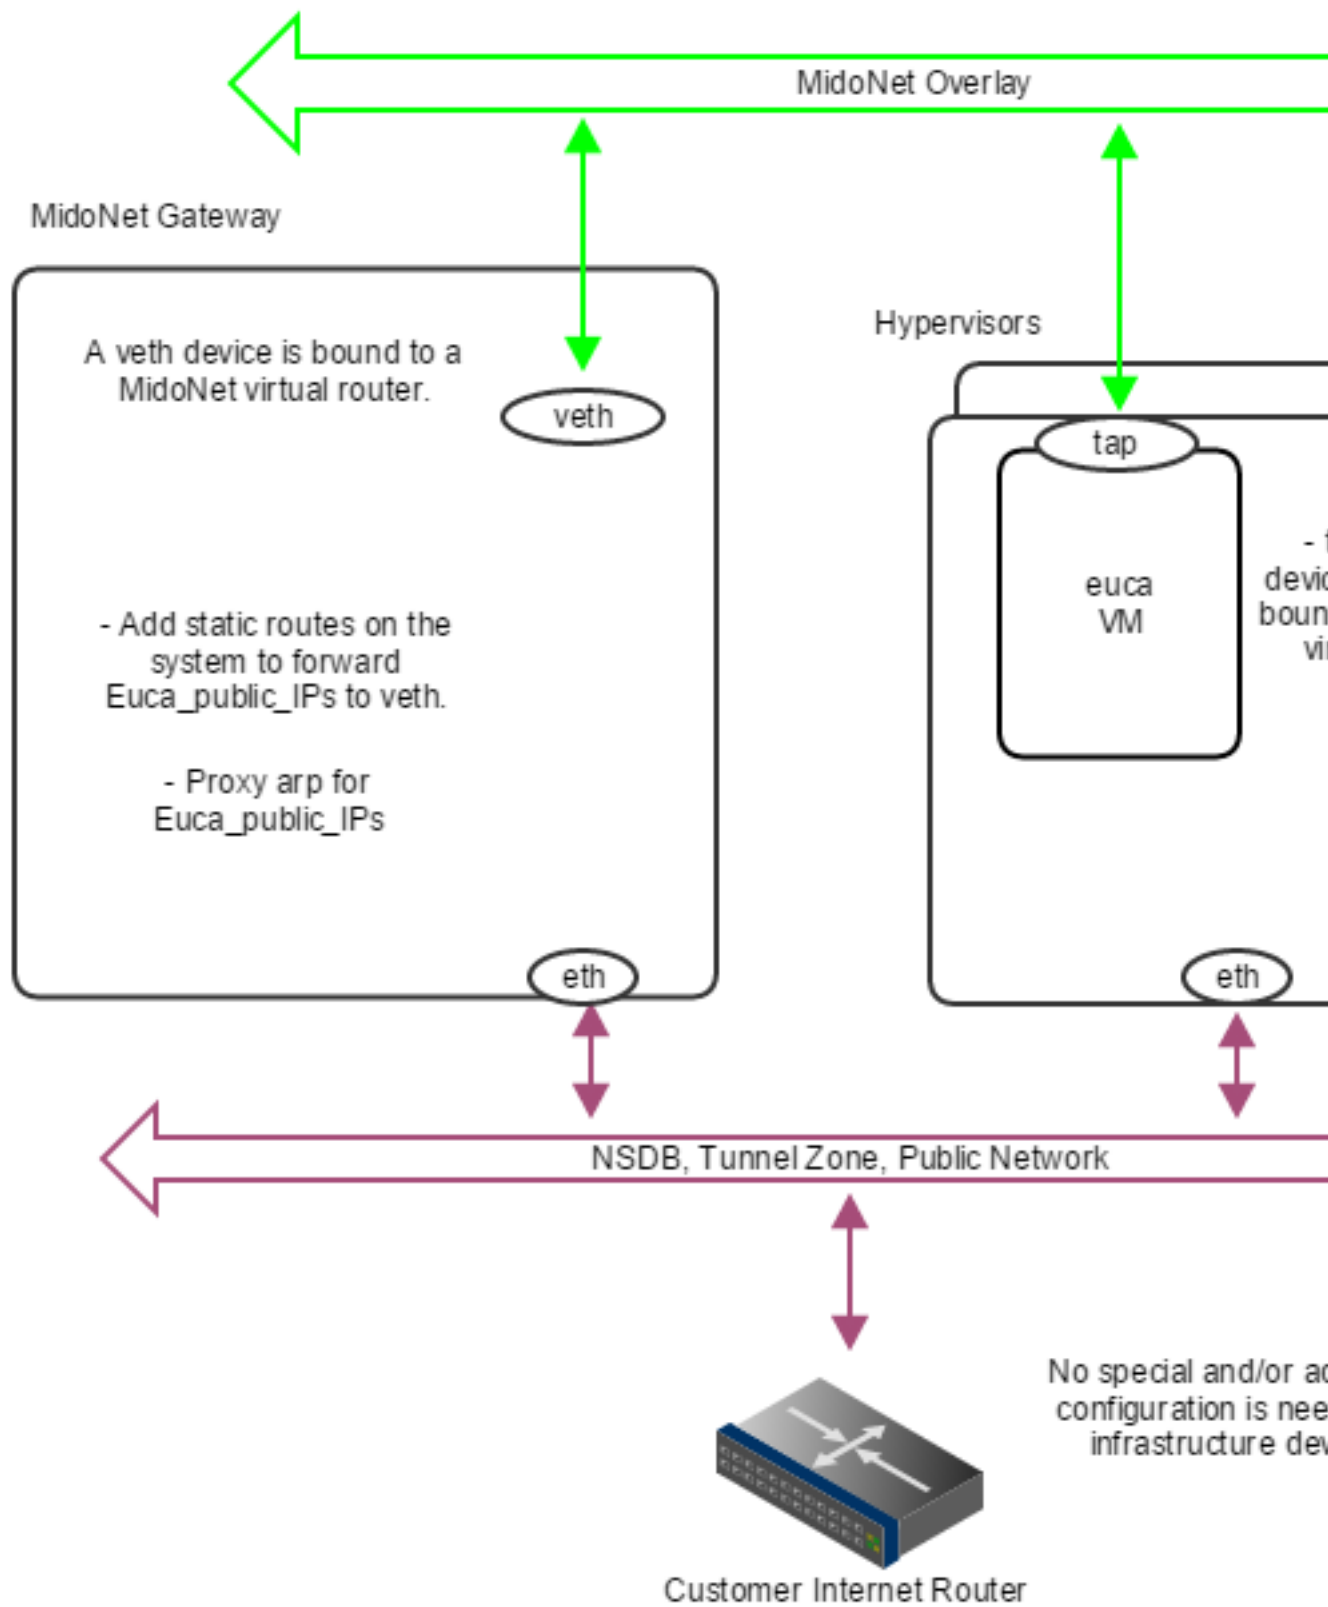 MidoNet Overlay
MidoNet Gateway
A veth device is bound to a
MidoNet virtual router.
veth
- Add static routes on the
system to forward
Euca_public_IPs to veth.
- Proxy arp for
Euca_public_IPs
eth
Hypervisors
tap
euca
VM
-
eth
NSDB, Tunnel Zone, Public Network
No special and/or
configuration is
infrastructure
Customer Internet Router